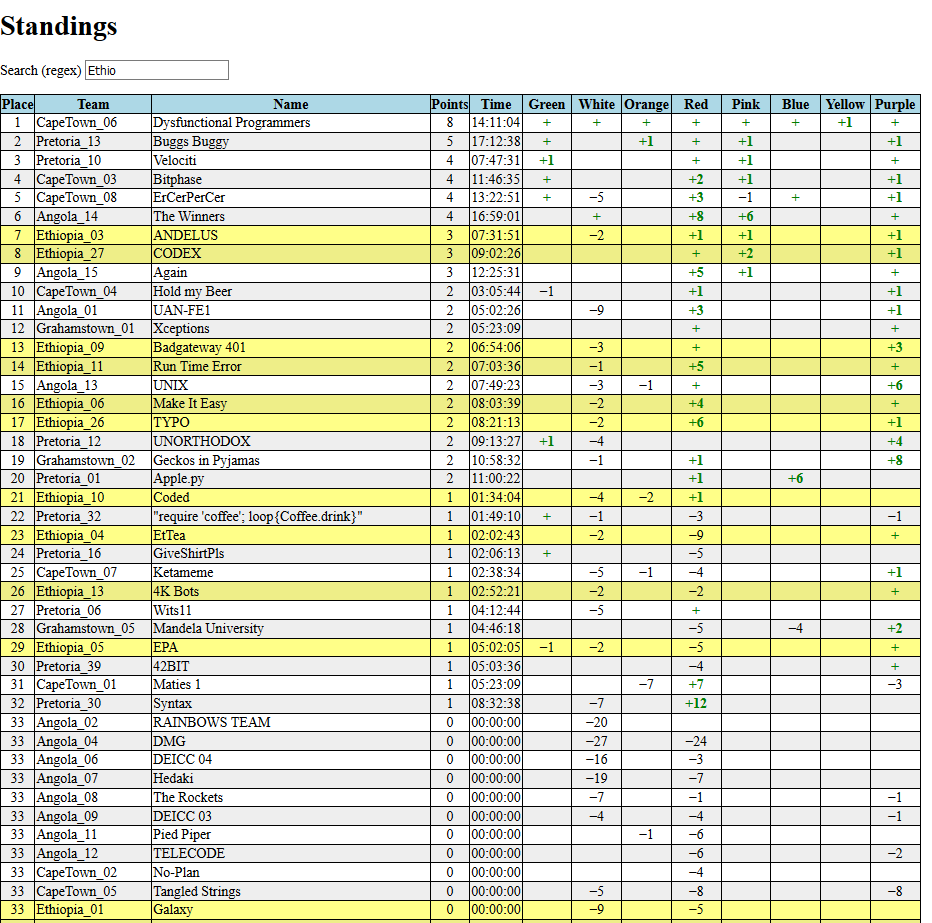 Standings
Search (regex) Ethio
Place Team Name Points Time Green White Orange Red Pink Blue Yellow Purple
1 CapeTown_06 Dysfunctional Programmers 8 14:11:04 + + + + + + +1 +
2 Pretoria_13 Buggs Buggy 5 17:12:38 + +1 + +1 +1
3 Pretoria_10 Velociti 4 07:47:31 +1 + +1 +
4 CapeTown_03 Bitphase 4 11:46:35 + +2 +1 +1
5 CapeTown_08 ErCerPerCer 4 13:22:51 + −5 +3 −1 + +1
6 Angola_14 The Winners 4 16:59:01 + +8 +6 +
7 Ethiopia_03 ANDELUS 3 07:31:51 −2 +1 +1 +1
8 Ethiopia_27 CODEX 3 09:02:26 + +2 +1
9 Angola_15 Again 3 12:25:31 +5 +1 +
10 CapeTown_04 Hold my Beer 2 03:05:44 −1 +1 +1
11 Angola_01 UAN-FE1 2 05:02:26 −9 +3 +1
12 Grahamstown_01 Xceptions 2 05:23:09 + +
13 Ethiopia_09 Badgateway 401 2 06:54:06 −3 + +3
14 Ethiopia_11 Run Time Error 2 07:03:36 −1 +5 +
15 Angola_13 UNIX 2 07:49:23 −3 −1 + +6
16 Ethiopia_06 Make It Easy 2 08:03:39 −2 +4 +
17 Ethiopia_26 TYPO 2 08:21:13 −2 +6 +1
18 Pretoria_12 UNORTHODOX 2 09:13:27 +1 −4 +4
19 Grahamstown_02 Geckos in Pyjamas 2 10:58:32 −1 +1 +8
20 Pretoria_01 Apple.py 2 11:00:22 +1 +6
21 Ethiopia_10 Coded 1 01:34:04 −4 −2 +1
22 Pretoria_32 "require 'coffee'; loop{Coffee.drink}" 1 01:49:10 + −1 −3 −1
23 Ethiopia_04 EtTea 1 02:02:43 −2 −9 +
24 Pretoria_16 GiveShirtPls 1 02:06:13 + −5
25 CapeTown_07 Ketameme 1 02:38:34 −5 −1 −4 +1
26 Ethiopia_13 4K Bots 1 02:52:21 −2 −2 +
27 Pretoria_06 Wits11 1 04:12:44 −5 +
28 Grahamstown_05 Mandela University 1 04:46:18 −5 −4 +2
29 Ethiopia_05 EPA 1 05:02:05 −1 −2 −5 +
30 Pretoria_39 42BIT 1 05:03:36 −4 +
31 CapeTown_01 Maties 1 1 05:23:09 −7 +7 −3
32 Pretoria_30 Syntax 1 08:32:38 −7 +12
33 Angola_02 RAINBOWS TEAM 0 00:00:00 −20
33 Angola_04 DMG 0 00:00:00 −27 −24
33 Angola_06 DEICC 04 0 00:00:00 −16 −3
33 Angola_07 Hedaki 0 00:00:00 −19 −7
33 Angola_08 The Rockets 0 00:00:00 −7 −1 −1
33 Angola_09 DEICC 03 0 00:00:00 −4 −4 −1
33 Angola_11 Pied Piper 0 00:00:00 −1 −6
33 Angola_12 TELECODE 0 00:00:00 −6 −2
33 CapeTown_02 No-Plan 0 00:00:00 −4
33 CapeTown_05 Tangled Strings 0 00:00:00 −5 −8 −8
33 Ethiopia_01 Galaxy 0 00:00:00 −9 −5